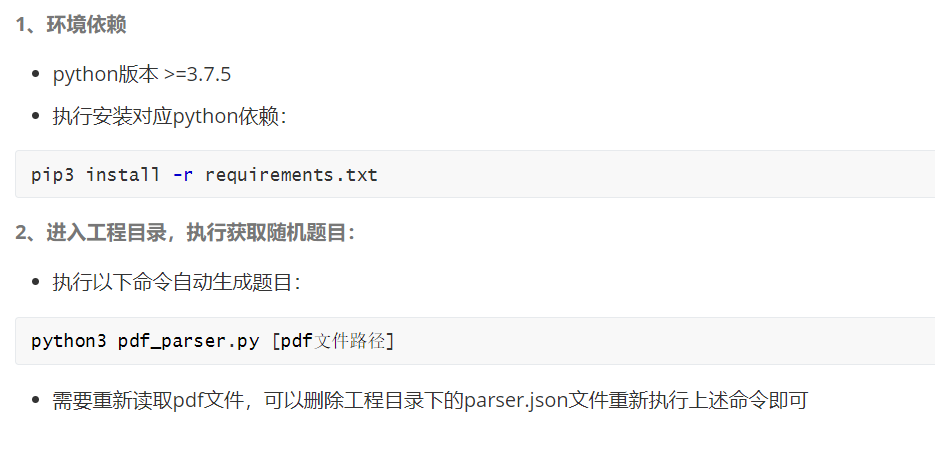 1、环境依赖
python版本 >=3.7.5
执行安装对应python依赖：
pip3 install -r requirements.txt
2、进入工程目录，执行获取随机题目：
执行以下命令自动生成题目：
python3 pdf_parser.py [pdf文件路径]
需要重新读取pdf文件，可以删除工程目录下的parser.json文件重新执行上述命令即可